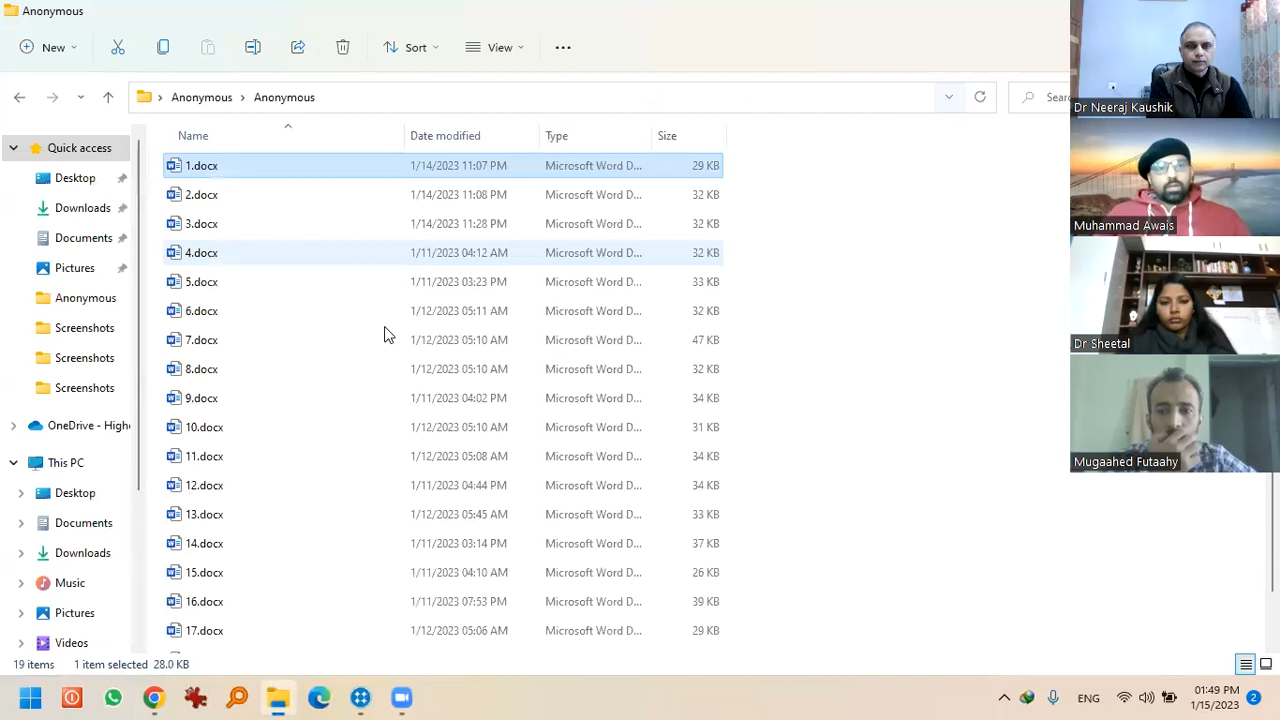 Anonymous
New
Sort
View
Anonymous > Anonymous
Sear
Name
Date modified
Type
Size
Quick access
Desktop
Downloads
Documents
Pictures
Anonymous
Screenshots
Screenshots
Screenshots
OneDrive - Highe
This PC
Desktop
Documents
Downloads
Music
Pictures
Videos
1.docx 1/14/2023 11:07 PM Microsoft Word D... 29 KB
2.docx 1/14/2023 11:08 PM Microsoft Word D... 32 KB
3.docx 1/14/2023 11:28 PM Microsoft Word D... 32 KB
4.docx 1/11/2023 04:12 AM Microsoft Word D... 32 KB
5.docx 1/11/2023 03:23 PM Microsoft Word D... 33 KB
6.docx 1/12/2023 05:11 AM Microsoft Word D... 32 KB
7.docx 1/12/2023 05:10 AM Microsoft Word D... 47 KB
8.docx 1/12/2023 05:10 AM Microsoft Word D... 32 KB
9.docx 1/11/2023 04:02 PM Microsoft Word D... 34 KB
10.docx 1/12/2023 05:10 AM Microsoft Word D... 31 KB
11.docx 1/12/2023 05:08 AM Microsoft Word D... 34 KB
12.docx 1/11/2023 04:44 PM Microsoft Word D... 34 KB
13.docx 1/12/2023 05:45 AM Microsoft Word D... 33 KB
14.docx 1/11/2023 03:14 PM Microsoft Word D... 37 KB
15.docx 1/11/2023 04:10 AM Microsoft Word D... 26 KB
16.docx 1/11/2023 07:53 PM Microsoft Word D... 39 KB
17.docx 1/12/2023 05:06 AM Microsoft Word D... 29 KB
Dr Neeraj Kaushik
Muhammad Awais
Dr Sheetal
Mugaahed Futaahy
19 items 1 item selected 28.0 KB
ENG
01:49 PM
1/15/2023
2